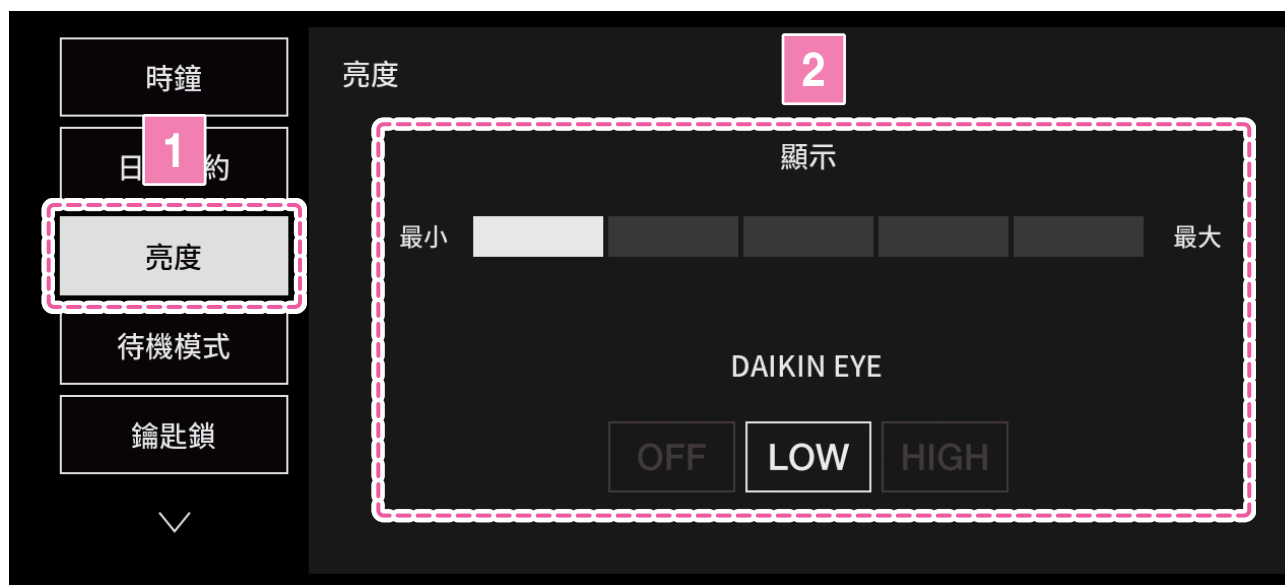 時鐘
1
日 約
亮度
待機模式
鑰匙鎖
亮度
2
顯示
最小 最大
DAIKIN EYE
OFF LOW HIGH